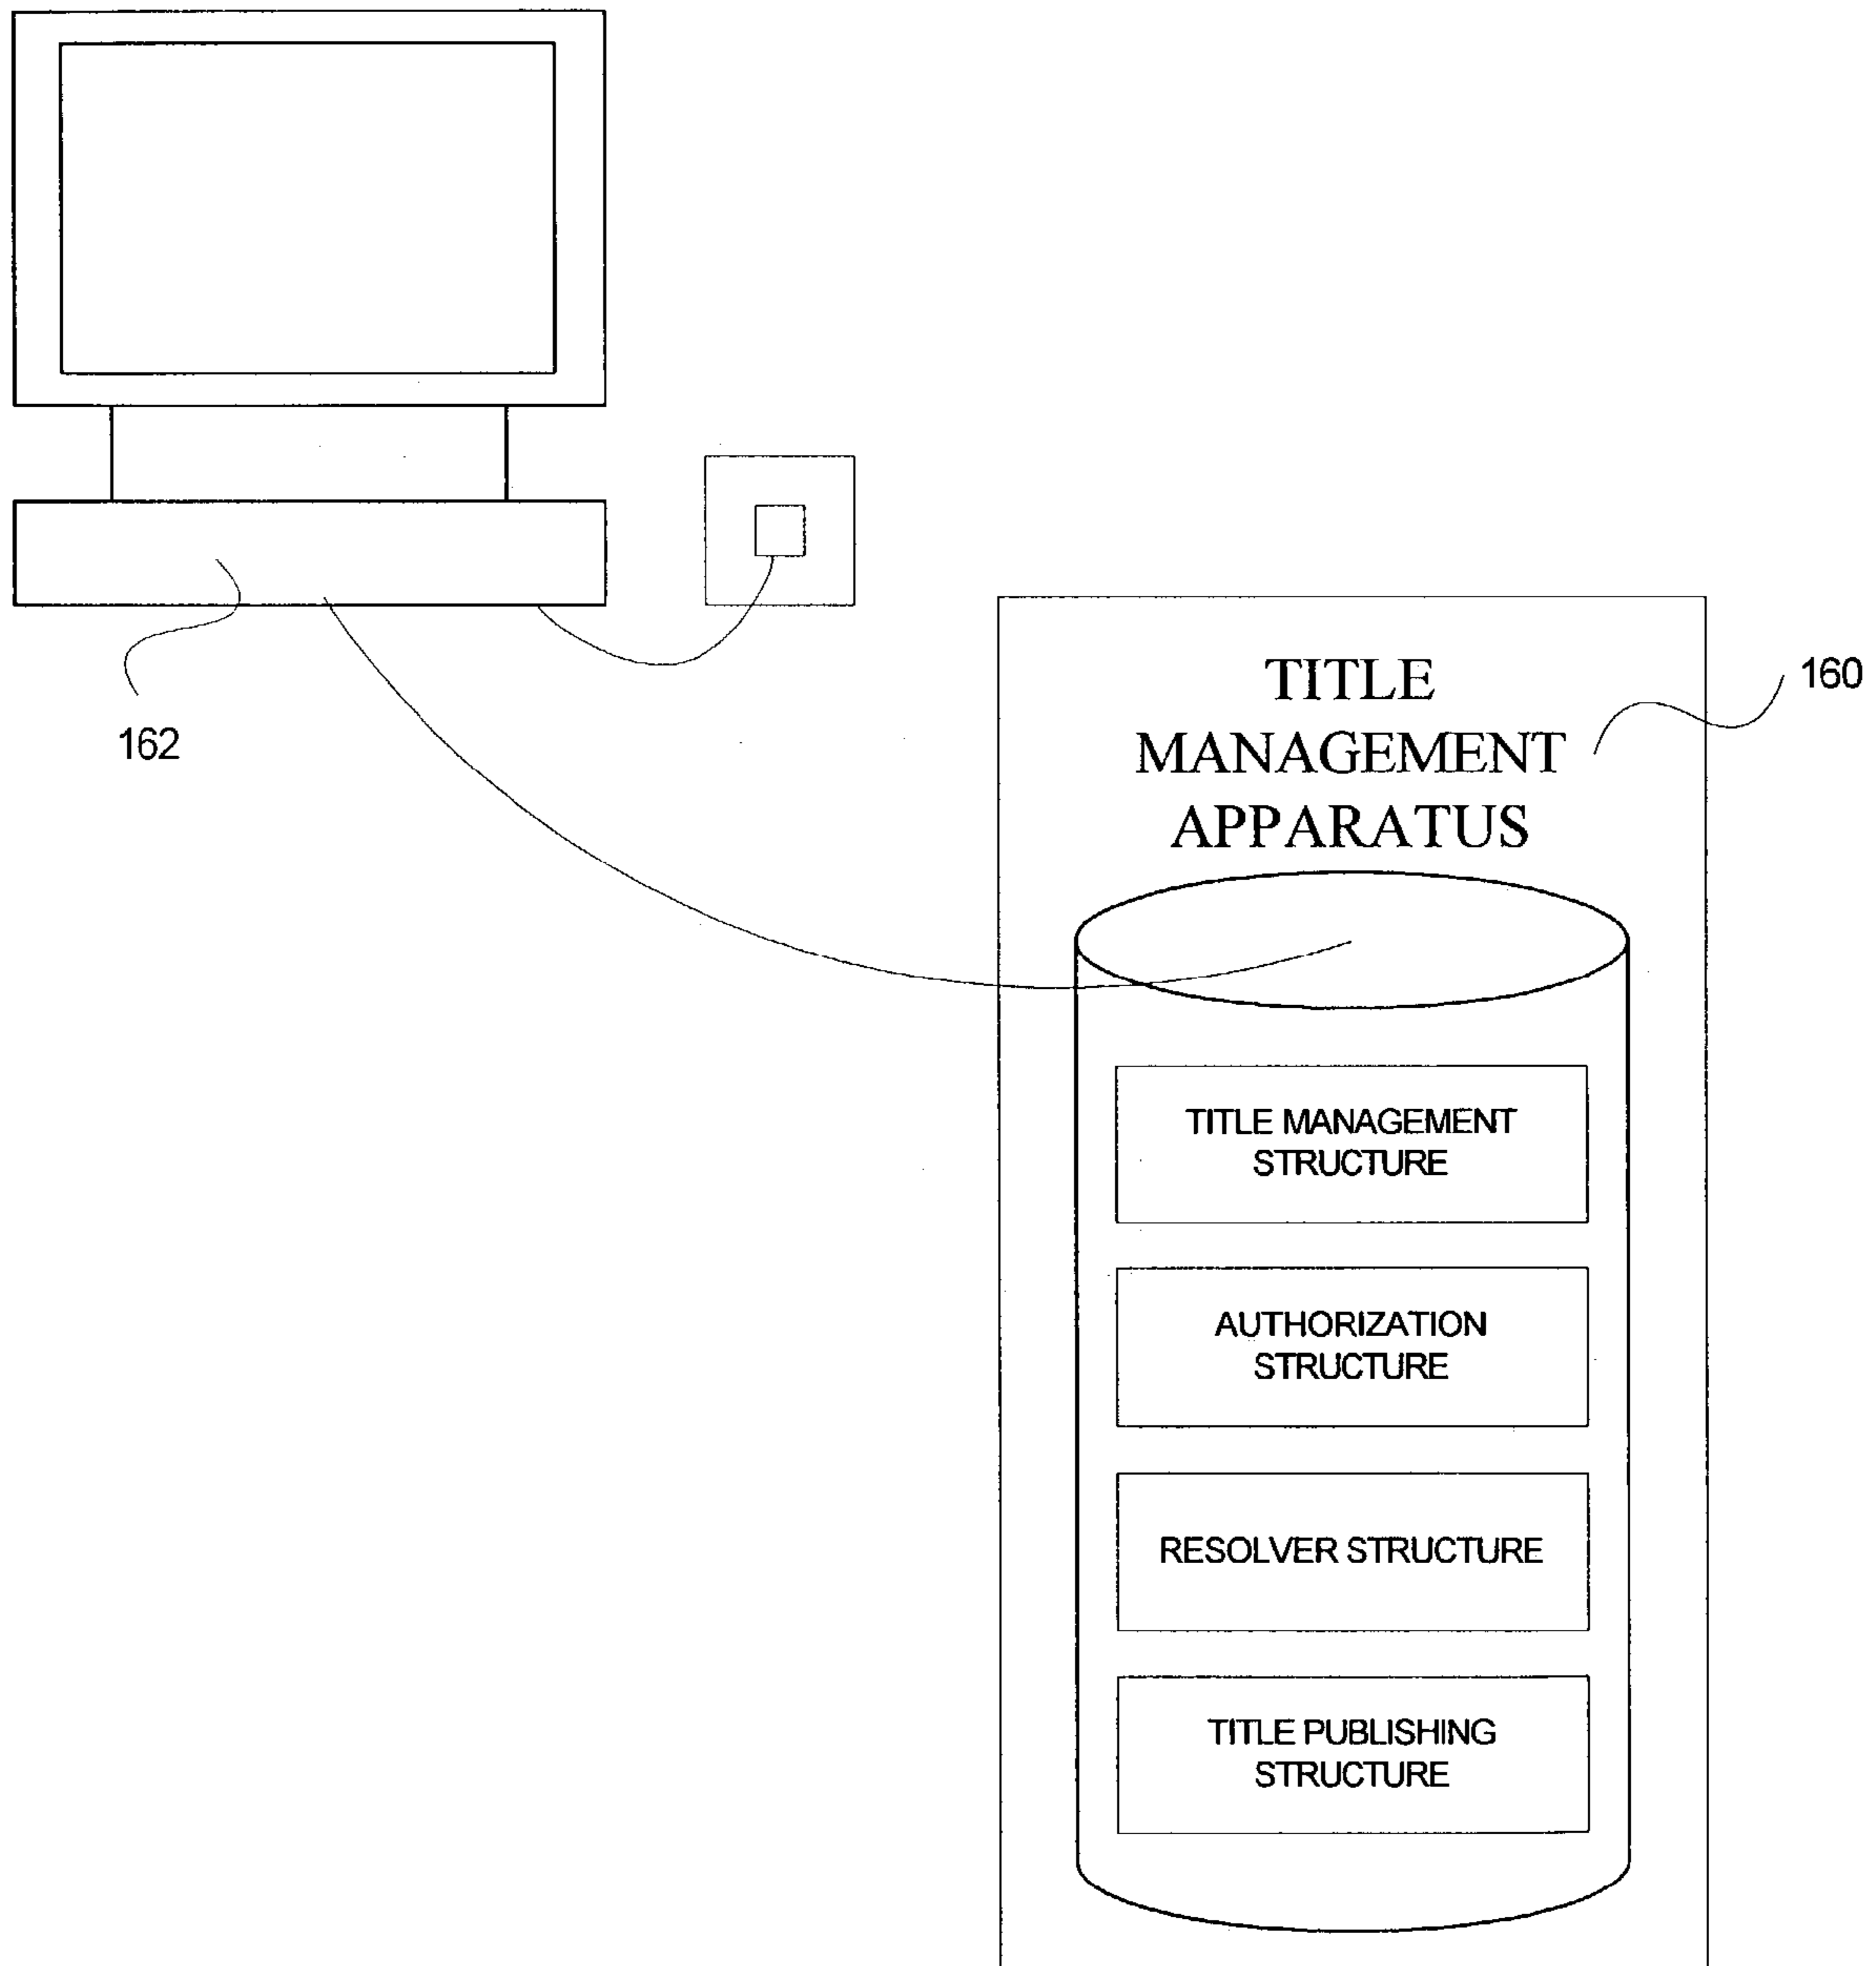 162
TITLE
MANAGEMENT
APPARATUS
160
TITLE MANAGEMENT
STRUCTURE
AUTHORIZATION
STRUCTURE
RESOLVER STRUCTURE
TITLE PUBLISHING
STRUCTURE